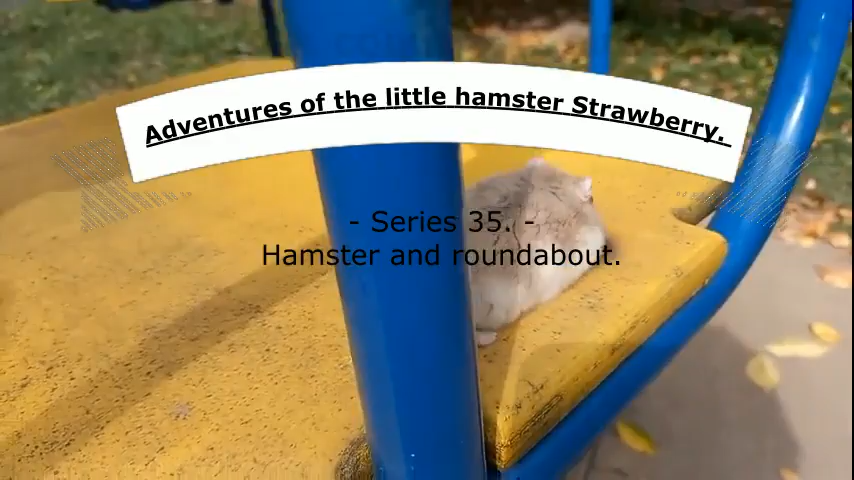 Adventures of the little hamster Strawberry.
- Series 35. -
Hamster and roundabout.